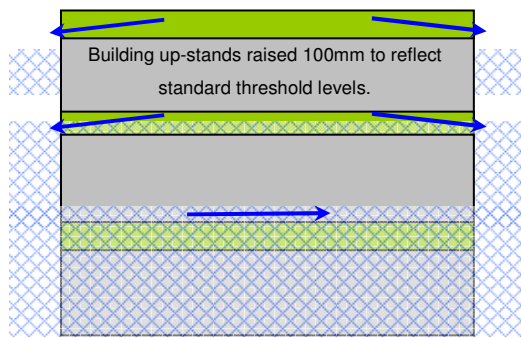 Building up-stands raised 100mm to reflect
standard threshold levels.